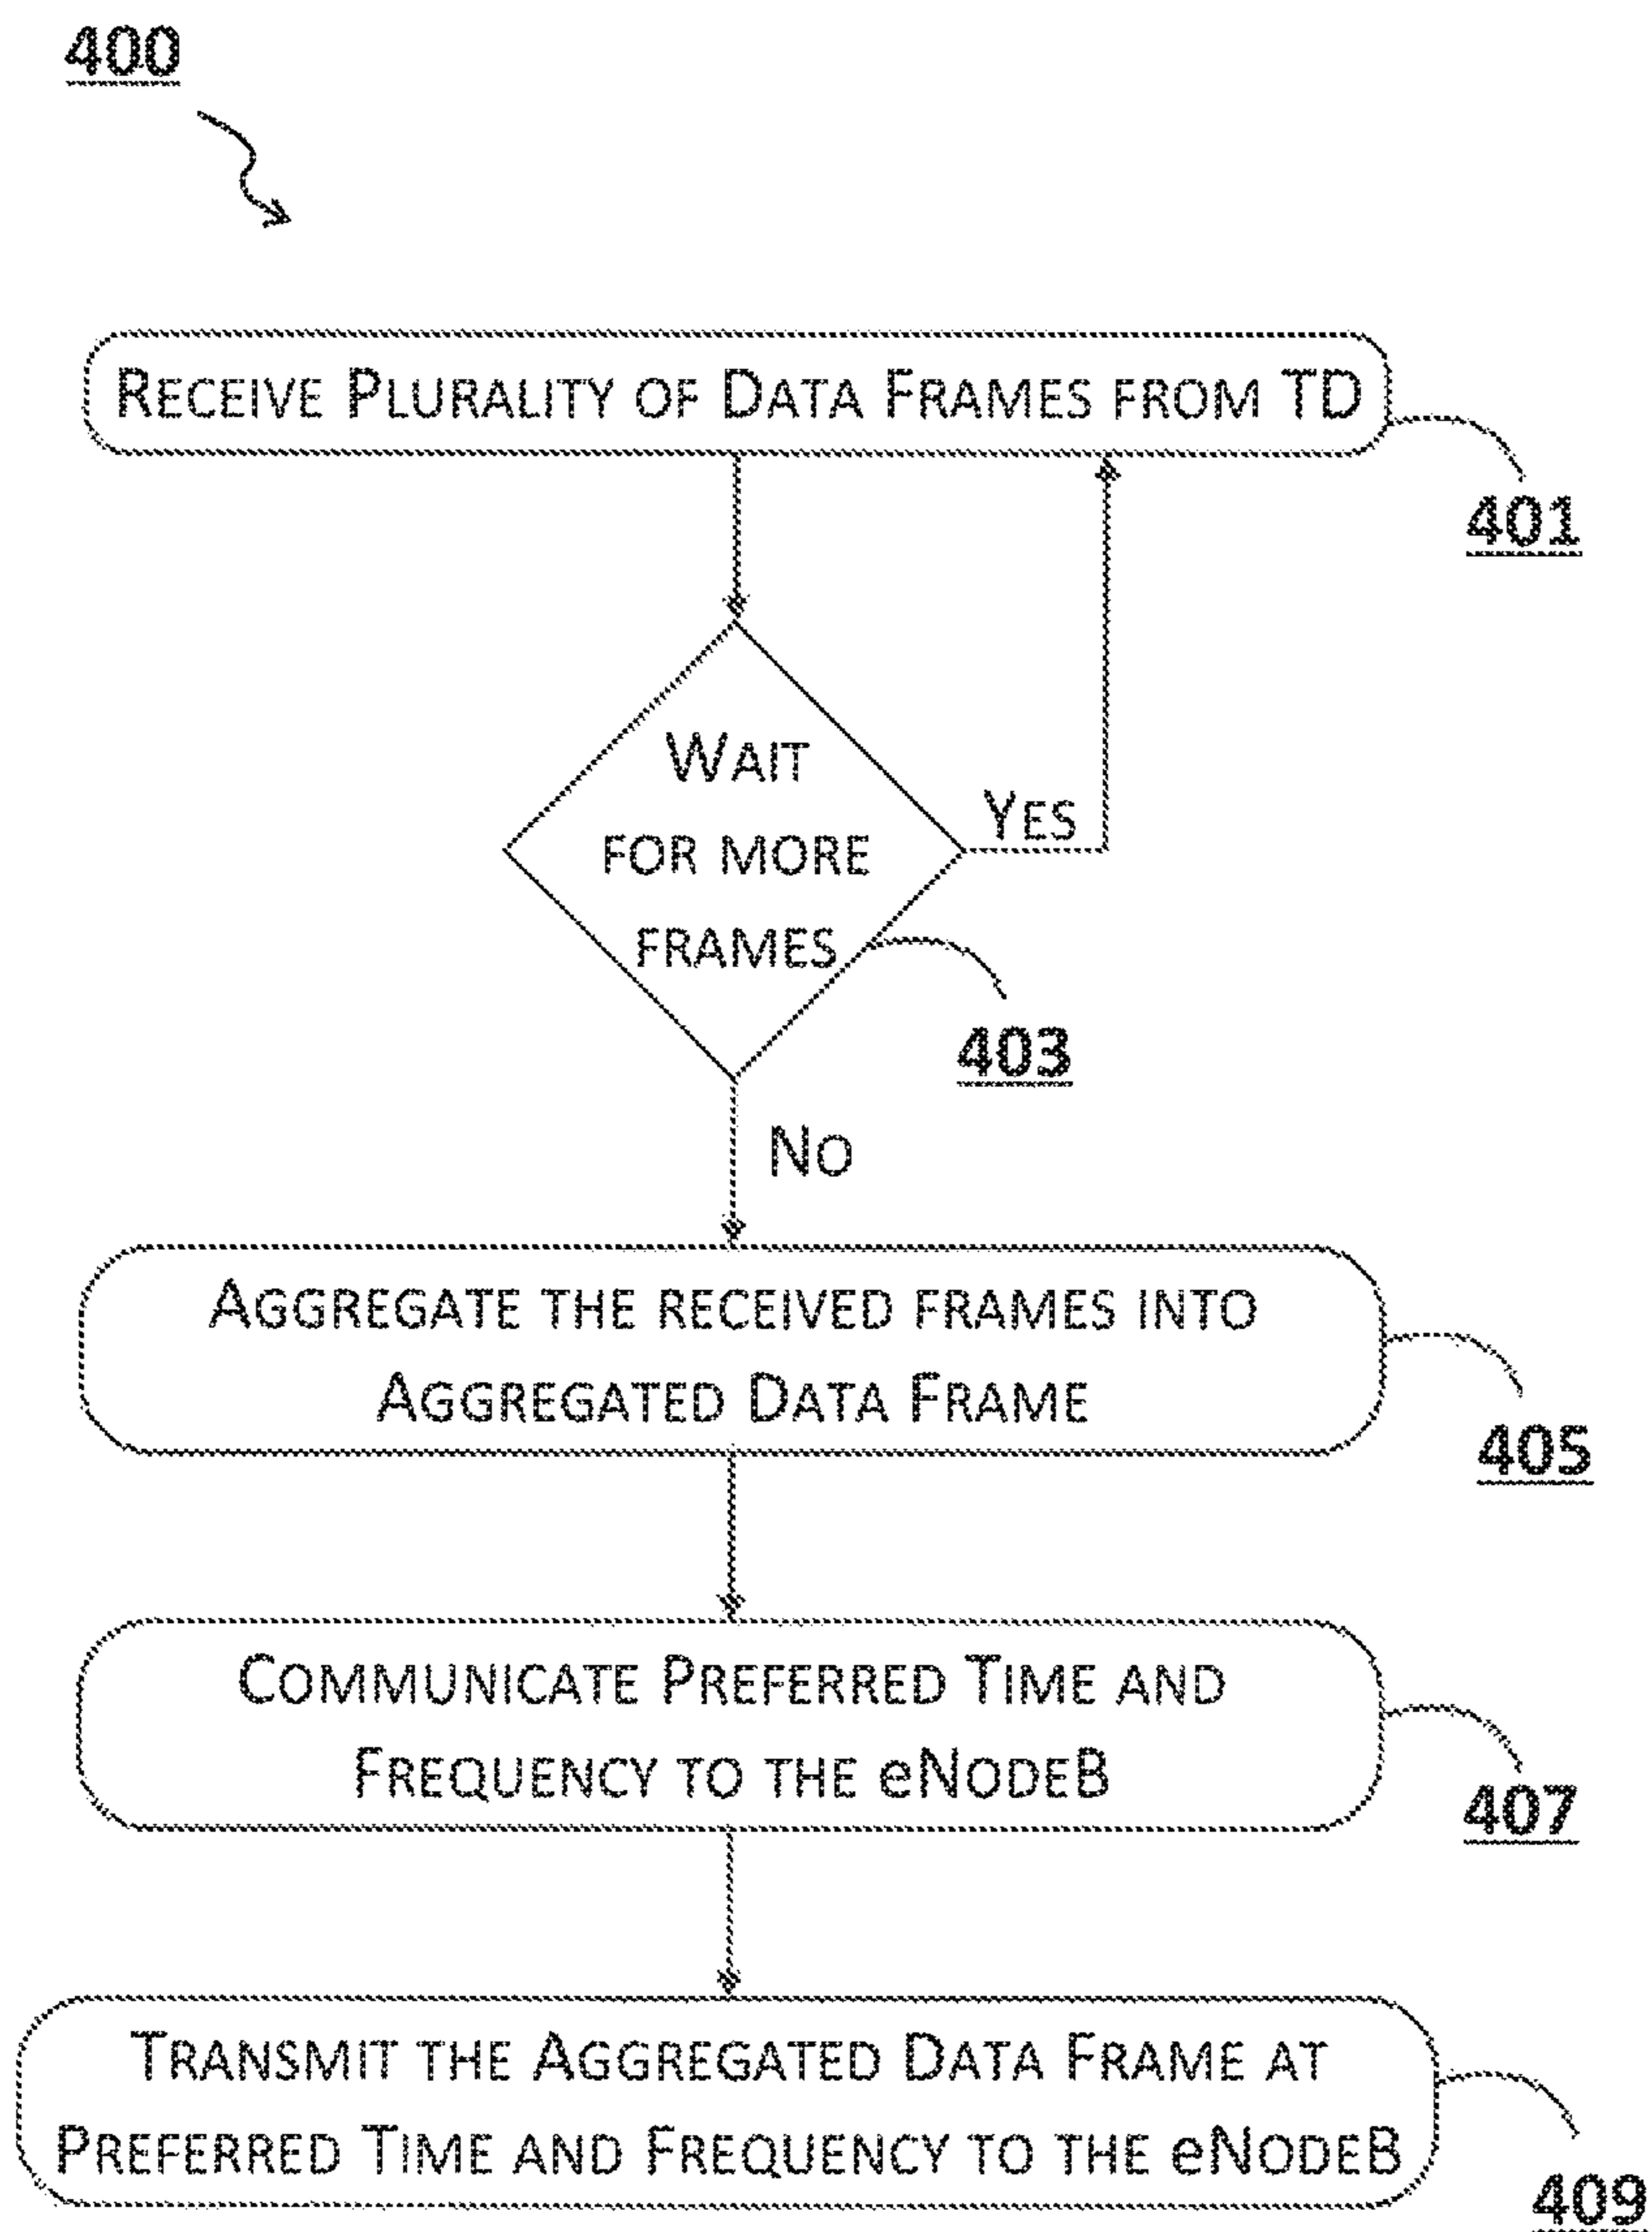 400
RECEIVE PLURALITY OF DATA FRAMES FROM TD
401
WAIT
FOR MORE
FRAMES
YES
403
NO
AGGREGATE THE RECEIVED FRAMES INTO
AGGREGATED DATA FRAME
405
COMMUNICATE PREFERRED TIME AND
FREQUENCY TO THE eNODEB
407
TRANSMIT THE AGGREGATED DATA FRAME AT
PREFERRED TIME AND FREQUENCY TO THE eNODEB
409